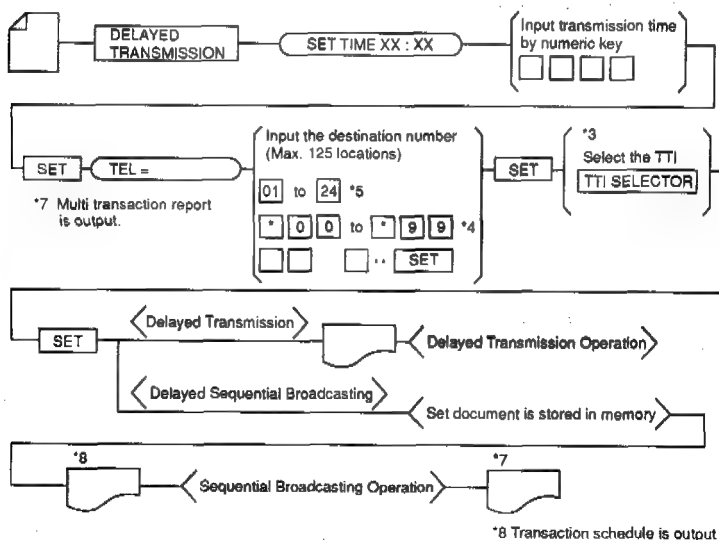 DELAYED
TRANSMISSION
SET TIME XX : XX
Input transmission time
by numeric key
SET
TEL =
*7 Multi transaction report
is output.
Input the destination number
(Max. 125 locations)
01 to 24 *5
* 0 0 to * 9 9 *4
.. SET
SET
*3
Select the TTI
TTI SELECTOR
SET
Delayed Transmission
Delayed Transmission Operation
Delayed Sequential Broadcasting
Set document is stored in memory
*8
Sequential Broadcasting Operation
*7
*8 Transaction schedule is output